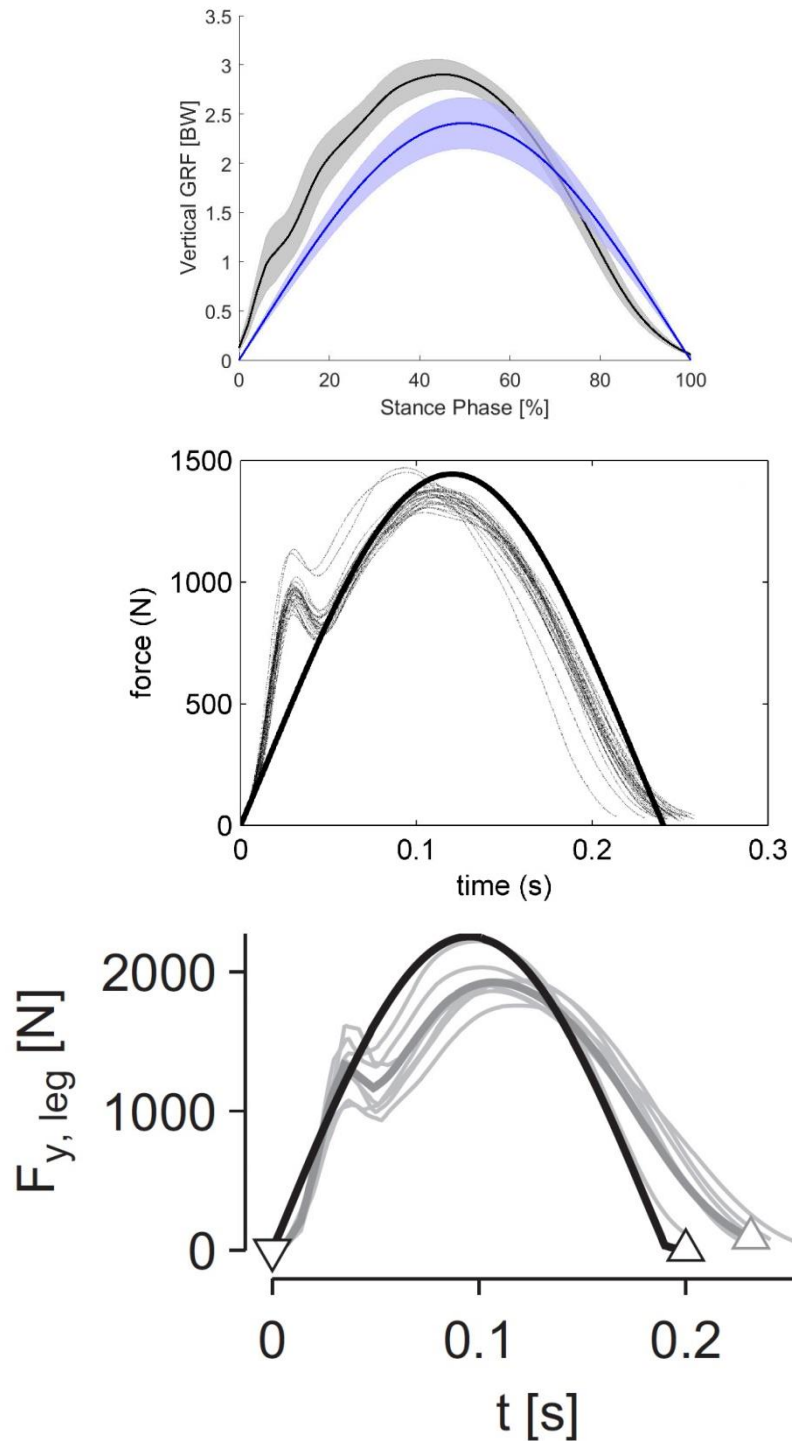 3.5
3
2.5
2
1.5
1
0.5
0
Vertical GRF [BW]
0 20 40 60 80 100
Stance Phase [%]
1500
1000
500
0
force (N)
0 0.1 0.2 0.3
time (s)
2000
1000
0
F y, leg [N]
0 0.1 0.2
t [s]